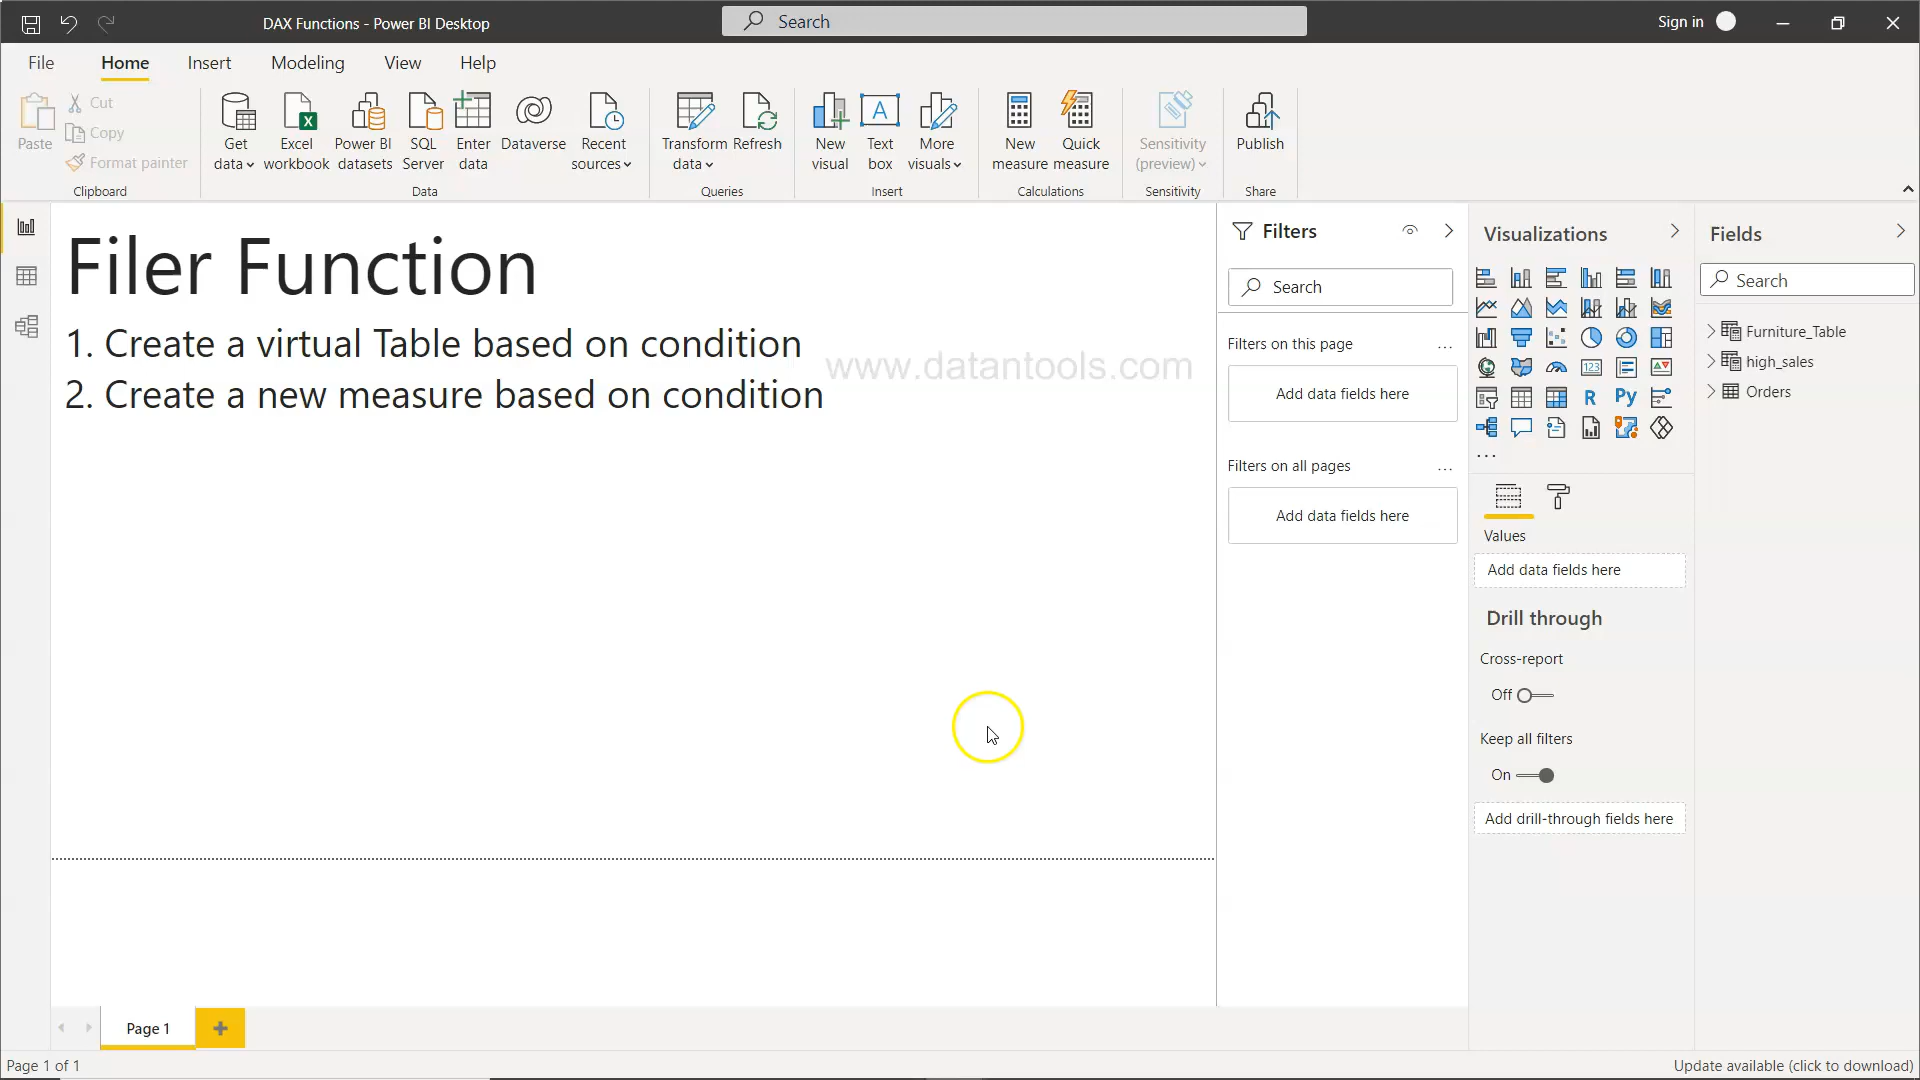 DAX Functions - Power BI Desktop
Search
Sign in
File
Home
Insert
Modeling
View
Help
Paste
Cut
Copy
Format painter
Clipboard
Get data
Excel workbook
Power BI datasets
SQL Server
Enter data
Dataverse
Recent sources
Data
Transform data
Refresh
Queries
New visual
Text box
More visuals
Insert
New measure
Quick measure
Calculations
Sensitivity (preview)
Sensitivity
Publish
Share
Filer Function
1. Create a virtual Table based on condition
2. Create a new measure based on condition
www.datantools.com
Filters
Search
Filters on this page
Add data fields here
Filters on all pages
Add data fields here
Visualizations
R
Py
123
Values
Add data fields here
Drill through
Cross-report
Off
Keep all filters
On
Add drill-through fields here
Fields
Search
Furniture_Table
high_sales
Orders
Page 1
Page 1 of 1
Update available (click to download)